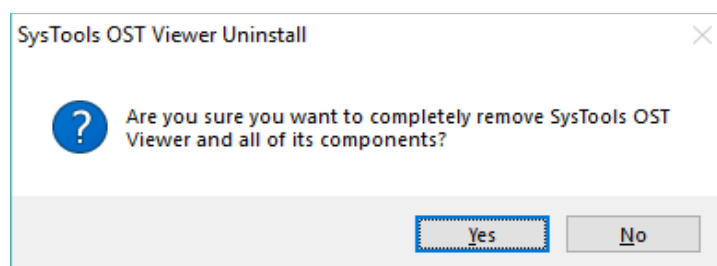 SysTools OST Viewer Uninstall
?
Are you sure you want to completely remove SysTools OST
Viewer and all of its components?
Yes
No